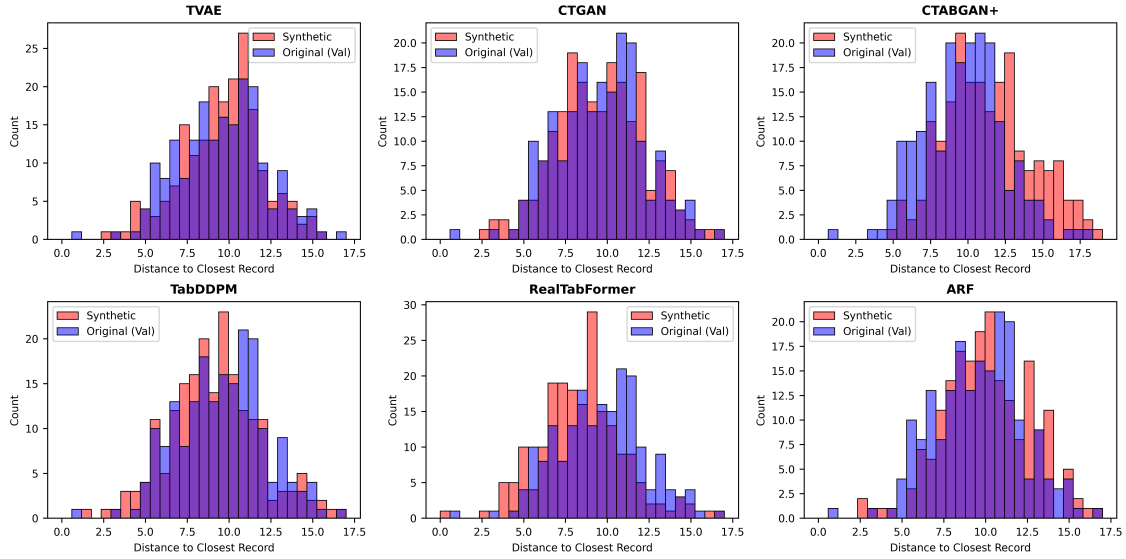 TVAE
Synthetic
Original (Val)
25
20
15
10
5
0
Count
0.0 2.5 5.0 7.5 10.0 12.5 15.0 17.5
Distance to Closest Record
CTGAN
Synthetic
Original (Val)
20.0
17.5
15.0
12.5
10.0
7.5
5.0
2.5
0.0
Count
0.0 2.5 5.0 7.5 10.0 12.5 15.0 17.5
Distance to Closest Record
CTABGAN+
Synthetic
Original (Val)
20.0
17.5
15.0
12.5
10.0
7.5
5.0
2.5
0.0
Count
0.0 2.5 5.0 7.5 10.0 12.5 15.0 17.5
Distance to Closest Record
TabDDPM
Synthetic
Original (Val)
20
15
10
5
0
Count
0.0 2.5 5.0 7.5 10.0 12.5 15.0 17.5
Distance to Closest Record
RealTabFormer
Synthetic
Original (Val)
30
25
20
15
10
5
0
Count
0.0 2.5 5.0 7.5 10.0 12.5 15.0 17.5
Distance to Closest Record
ARF
Synthetic
Original (Val)
20.0
17.5
15.0
12.5
10.0
7.5
5.0
2.5
0.0
Count
0.0 2.5 5.0 7.5 10.0 12.5 15.0 17.5
Distance to Closest Record